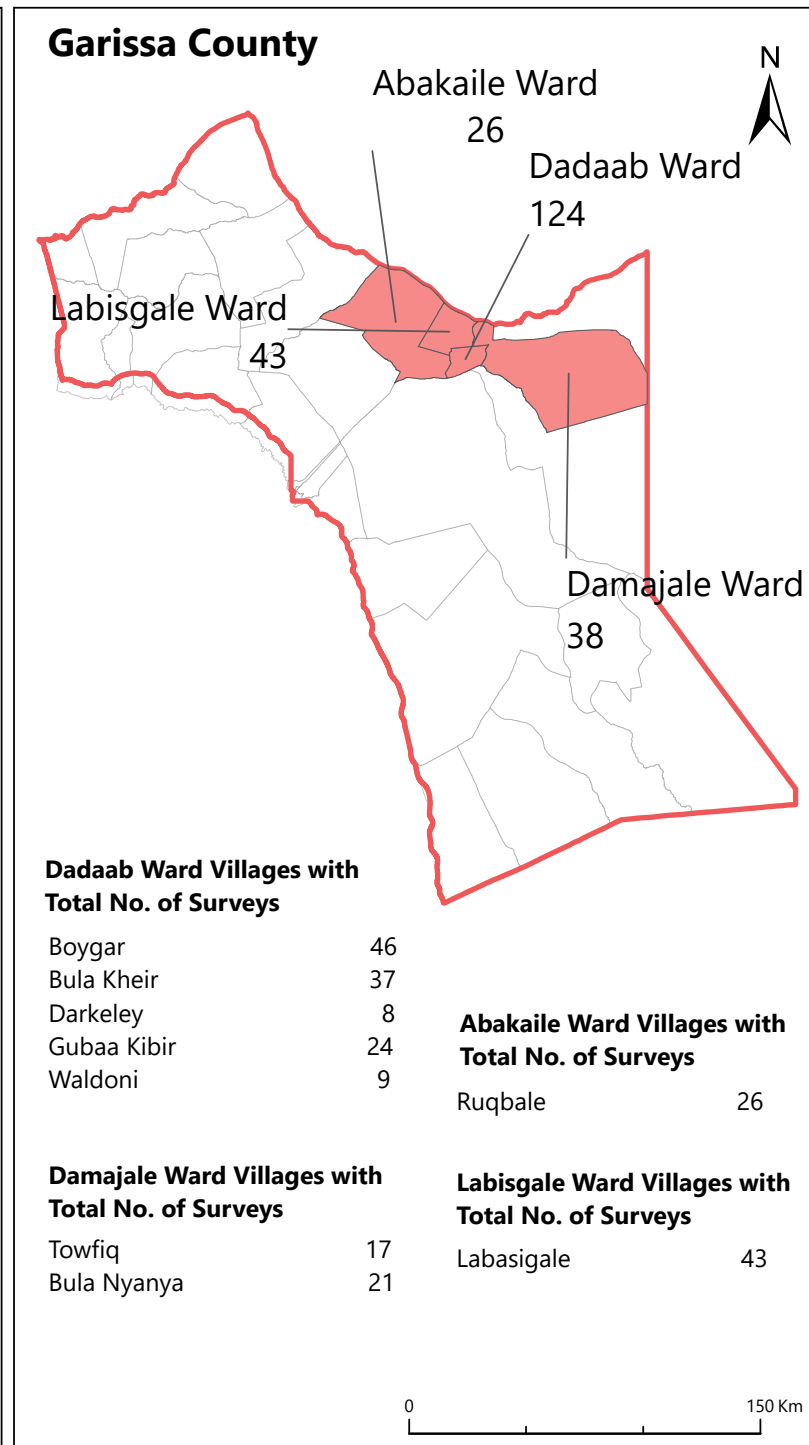 Garissa County
N
Abakaile Ward
26
Dadaab Ward
124
Labisgale Ward
43
Damajale Ward
38
Dadaab Ward Villages with
Total No. of Surveys
Boygar 46
Bula Kheir 37
Darkeley 8
Gubaa Kibir 24
Waldoni 9
Abakaile Ward Villages with
Total No. of Surveys
Ruqbale 26
Damajale Ward Villages with
Total No. of Surveys
Towfiq 17
Bula Nyanya 21
Labisgale Ward Villages with
Total No. of Surveys
Labasigale 43
0 150 Km